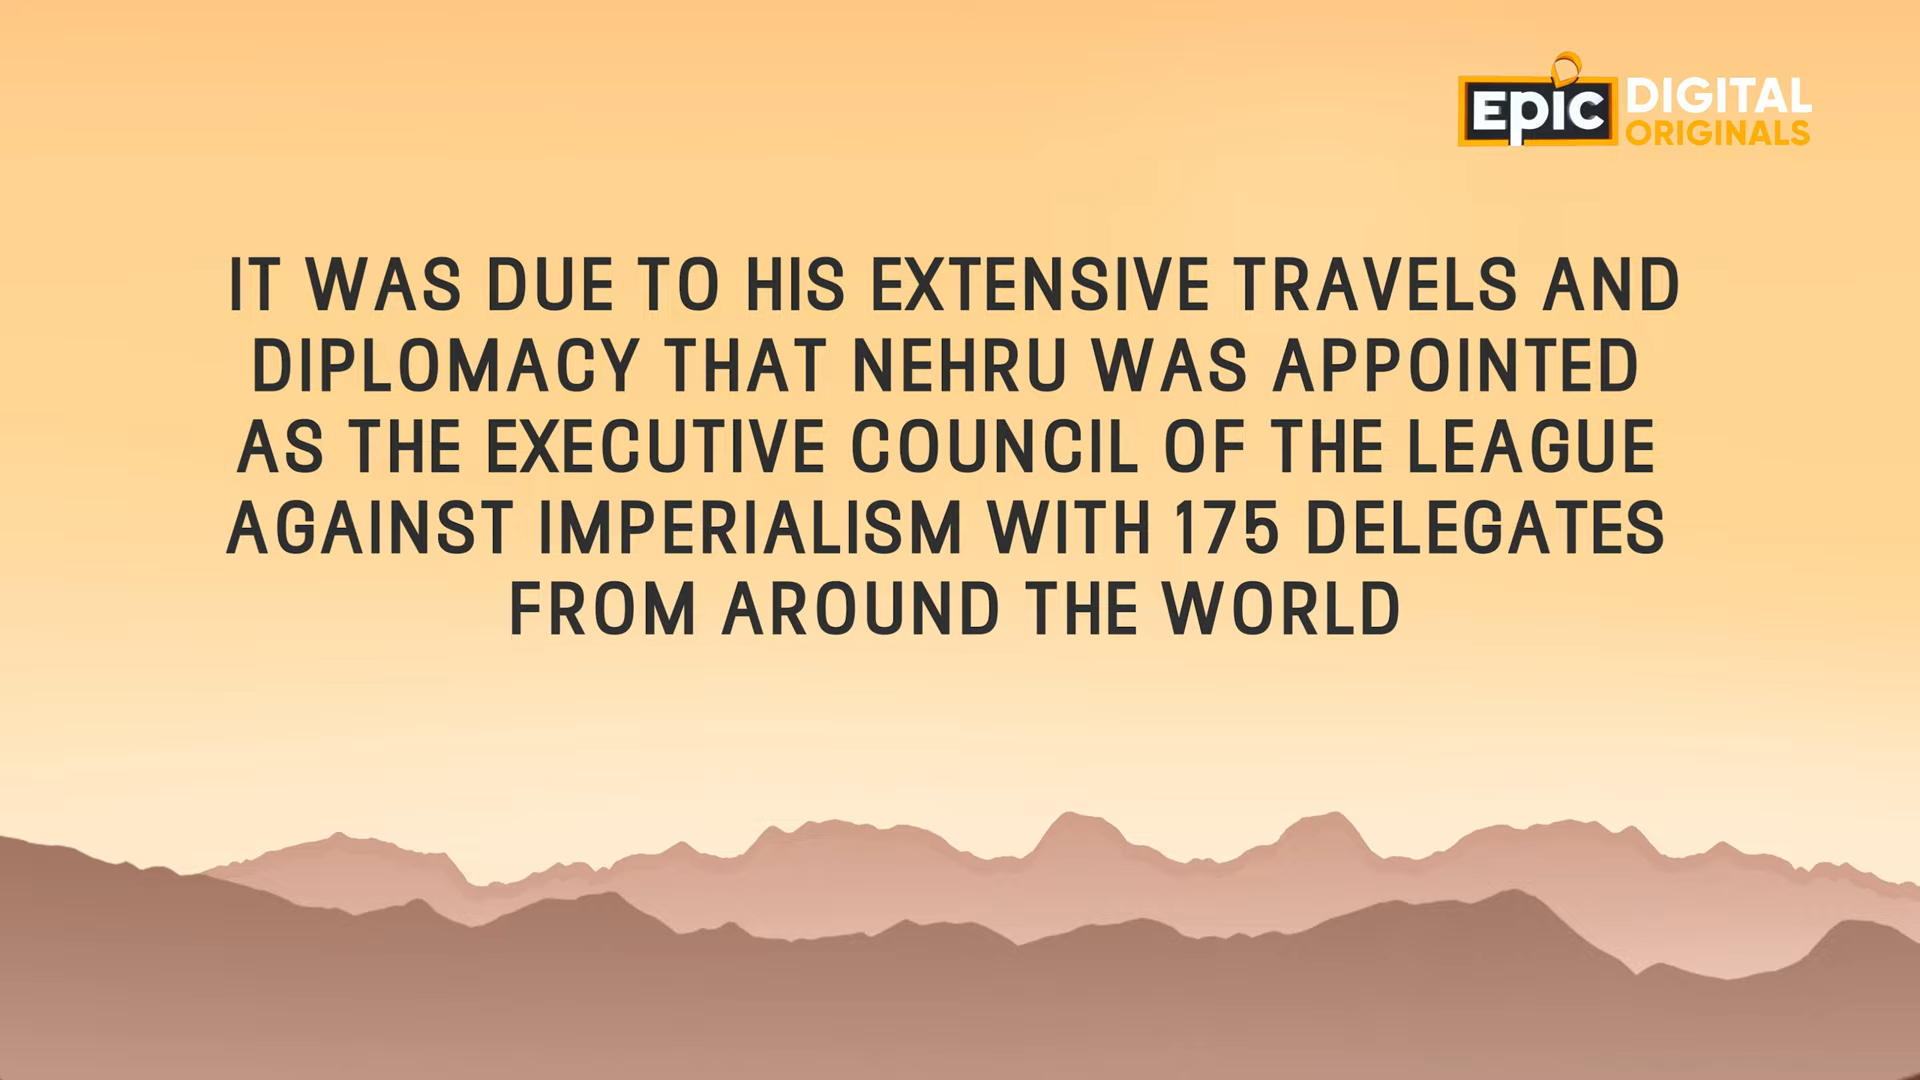 EPIC DIGITAL
ORIGINALS
IT WAS DUE TO HIS EXTENSIVE TRAVELS AND
DIPLOMACY THAT NEHRU WAS APPOINTED
AS THE EXECUTIVE COUNCIL OF THE LEAGUE
AGAINST IMPERIALISM WITH 175 DELEGATES
FROM AROUND THE WORLD